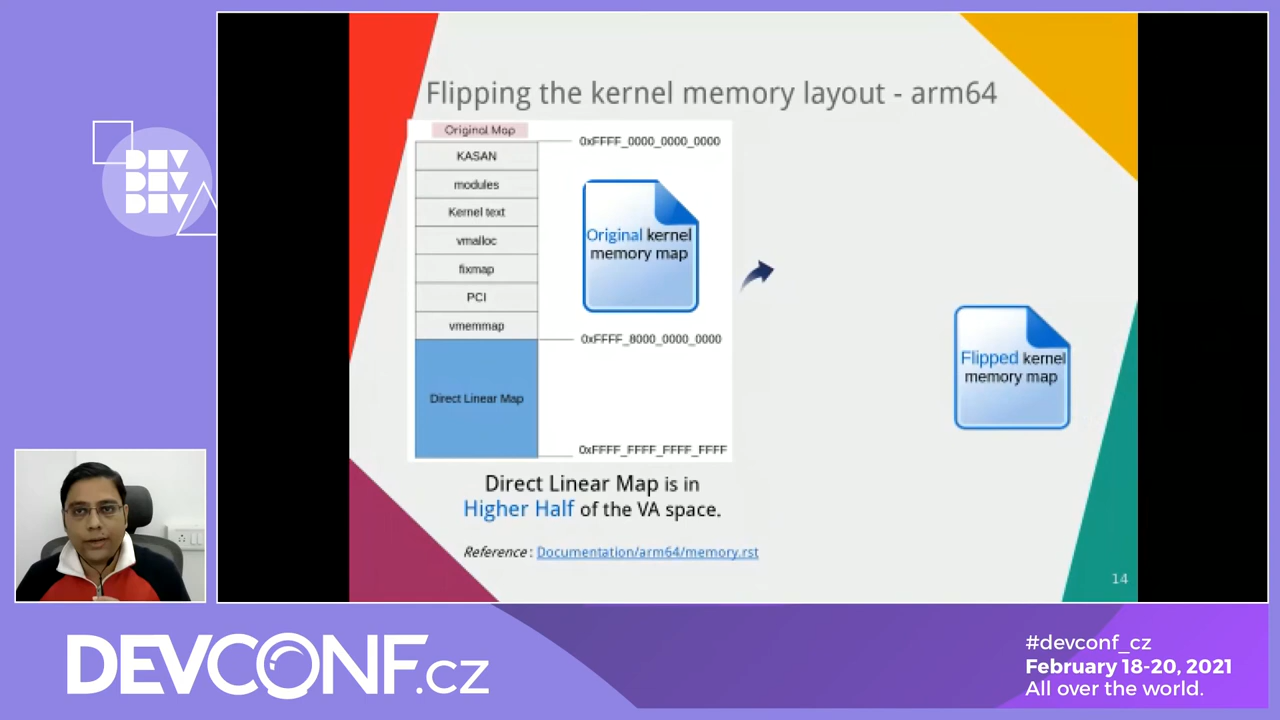 Flipping the kernel memory layout - arm64
Original Map
KASAN
modules
Kernel text
vmalloc
fixmap
PCI
vmemmap
Direct Linear Map
0xFFFF_0000_0000_0000
Original kernel
memory map
0xFFFF_8000_0000_0000
0xFFFF_FFFF_FFFF_FFFF
Flipped kernel
memory map
Direct Linear Map is in
Higher Half of the VA space.
Reference : Documentation/arm64/memory.rst
14
DEV
DEV
DEV
DEVCONF.cz
#devconf_cz
February 18-20, 2021
All over the world.